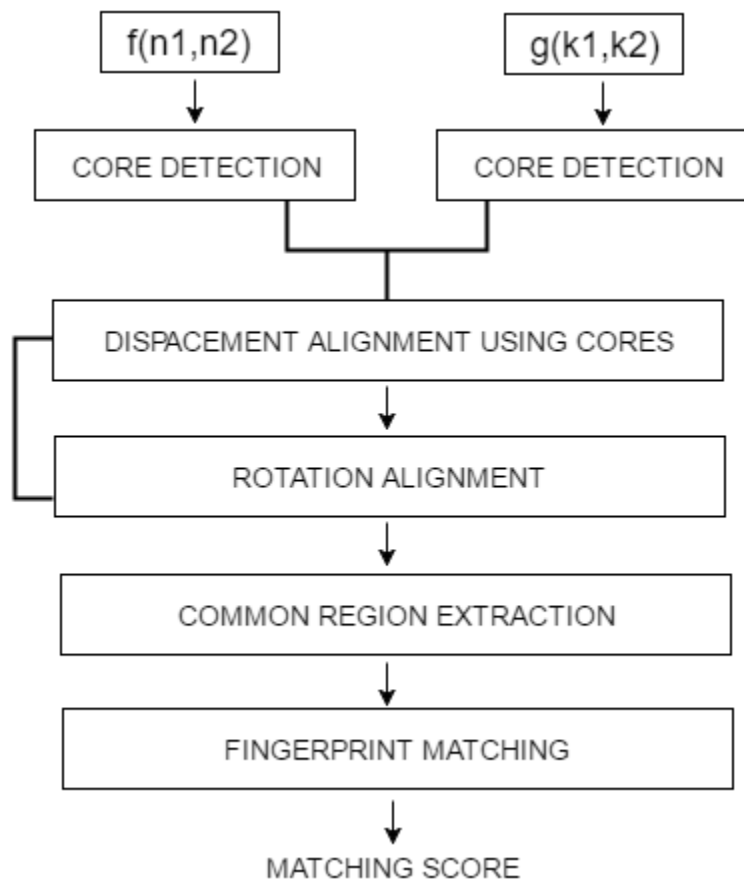 f(n1,n2)
g(k1,k2)
CORE DETECTION
CORE DETECTION
DISPACEMENT ALIGNMENT USING CORES
ROTATION ALIGNMENT
COMMON REGION EXTRACTION
FINGERPRINT MATCHING
MATCHING SCORE